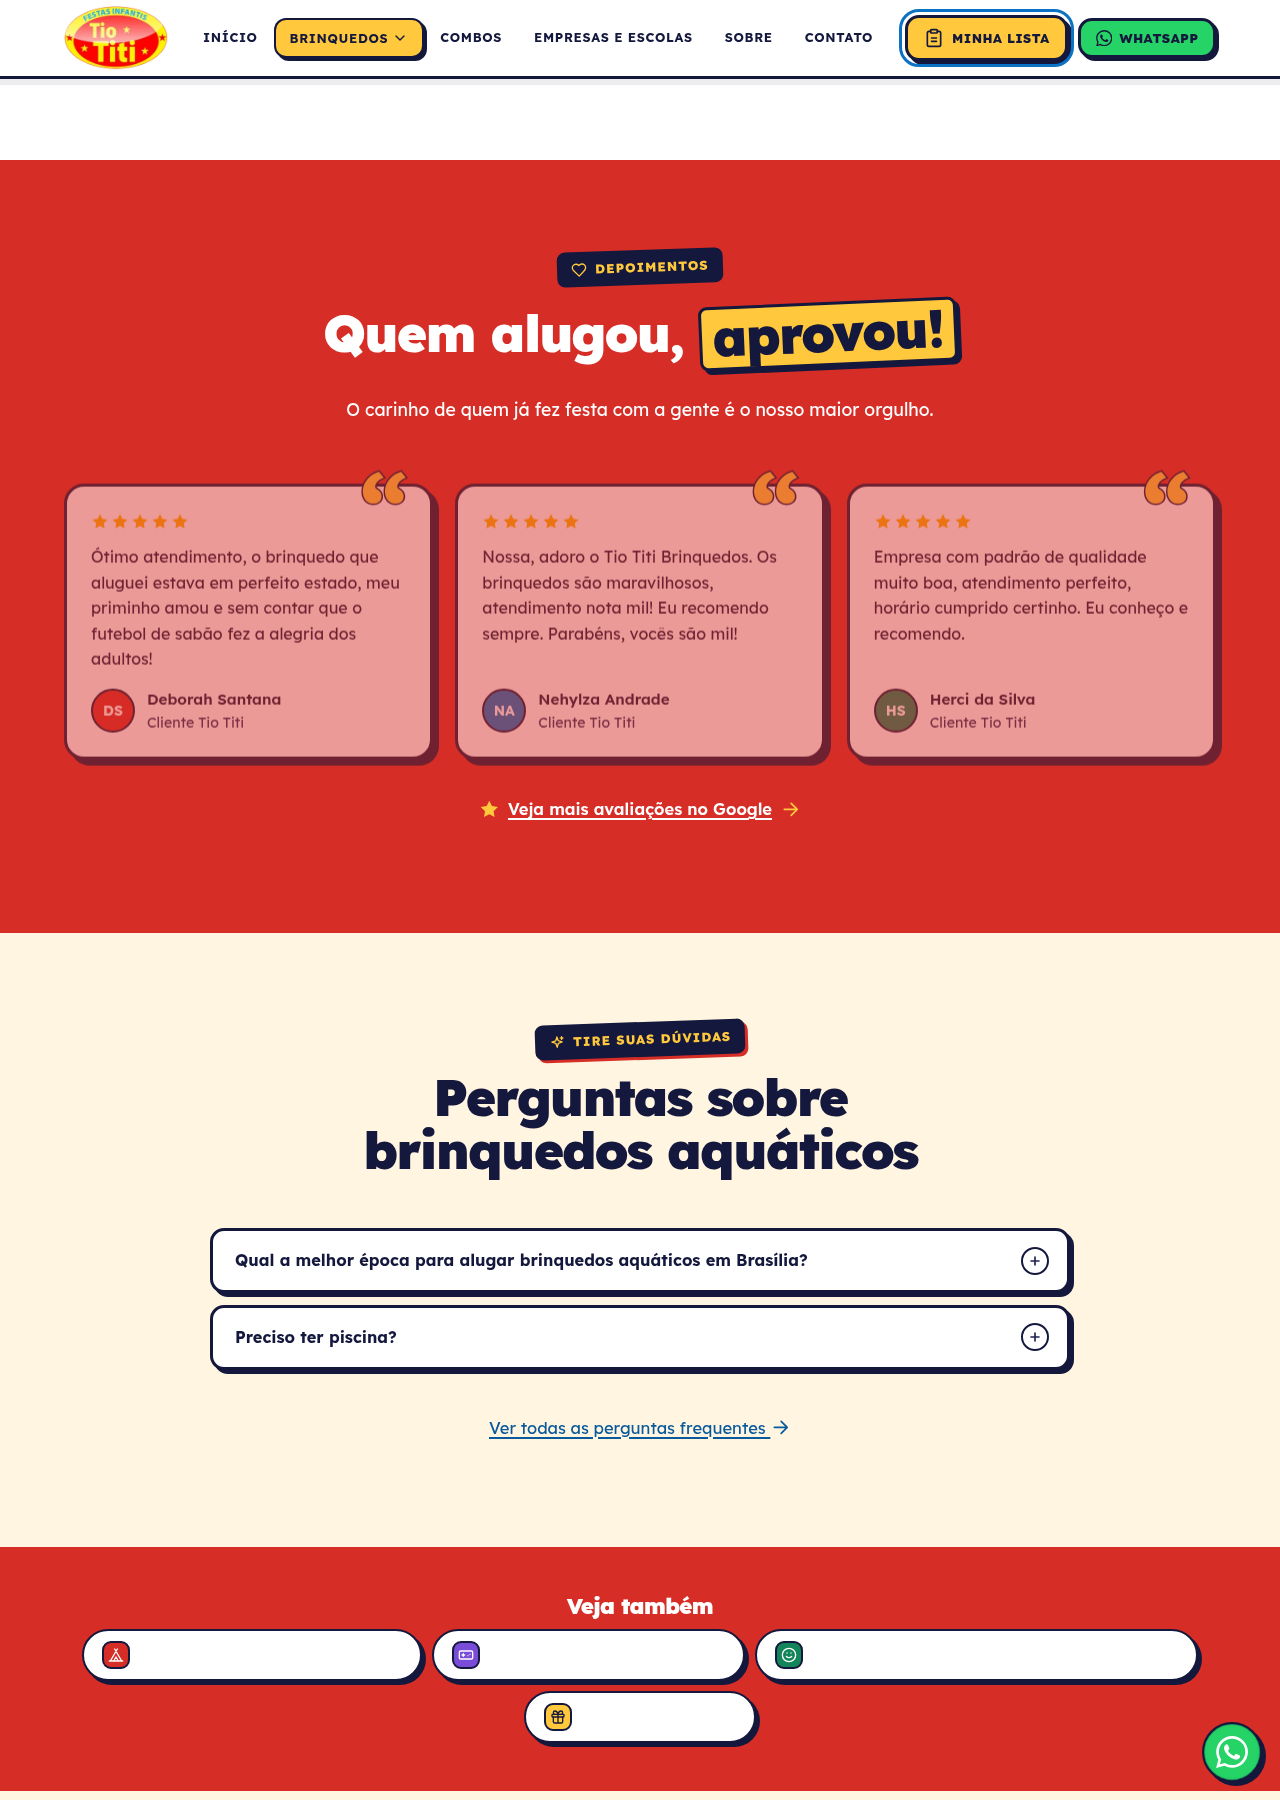 FESTAS INFANTIS
Tio
Titi
INÍCIO
BRINQUEDOS
COMBOS
EMPRESAS E ESCOLAS
SOBRE
CONTATO
MINHA LISTA
WHATSAPP
DEPOIMENTOS
Quem alugou, aprovou!
O carinho de quem já fez festa com a gente é o nosso maior orgulho.
Ótimo atendimento, o brinquedo que
aluguei estava em perfeito estado, meu
priminho amou e sem contar que o
futebol de sabão fez a alegria dos
adultos!
DS
Deborah Santana
Cliente Tio Titi
Nossa, adoro o Tio Titi Brinquedos. Os
brinquedos são maravilhosos,
atendimento nota mil! Eu recomendo
sempre. Parabéns, vocês são mil!
NA
Nehylza Andrade
Cliente Tio Titi
Empresa com padrão de qualidade
muito boa, atendimento perfeito,
horário cumprido certinho. Eu conheço e
recomendo.
HS
Herci da Silva
Cliente Tio Titi
Veja mais avaliações no Google
TIRE SUAS DÚVIDAS
Perguntas sobre
brinquedos aquáticos
Qual a melhor época para alugar brinquedos aquáticos em Brasília?
Preciso ter piscina?
Ver todas as perguntas frequentes
Veja também